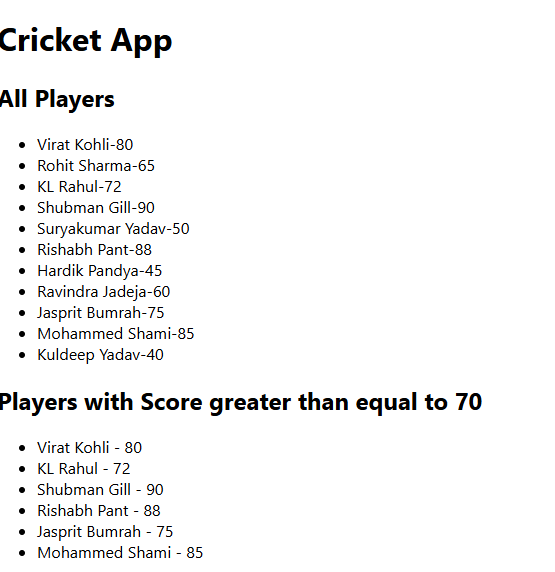 Cricket App
All Players
Virat Kohli-80
Rohit Sharma-65
KL Rahul-72
Shubman Gill-90
Suryakumar Yadav-50
Rishabh Pant-88
Hardik Pandya-45
Ravindra Jadeja-60
Jasprit Bumrah-75
Mohammed Shami-85
Kuldeep Yadav-40
Players with Score greater than equal to 70
Virat Kohli - 80
KL Rahul - 72
Shubman Gill - 90
Rishabh Pant - 88
Jasprit Bumrah - 75
Mohammed Shami - 85